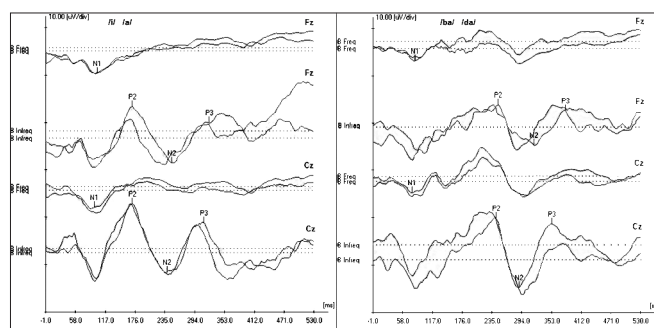 10.00 [uV/div] /i/ /a/ Fz
B Freq
B Freq
N1
Fz
P2
P3
B Infreq
B Infreq
N2
Cz
B Freq
B Freq
N1
P2
Cz
P3
B Infreq
B Infreq
N2
[ms]
-1.0 58.0 117.0 176.0 235.0 294.0 353.0 412.0 471.0 530.0
10.00 [uV/div] /ba/ /da/ Fz
B Freq
B Freq
N1
Fz
P2
P3
B Infreq
N2
Cz
B Freq
B Freq
N1
P2
Cz
P3
B Infreq
B Infreq
N2
-1.0 58.0 117.0 176.0 235.0 294.0 353.0 412.0 471.0 530.0